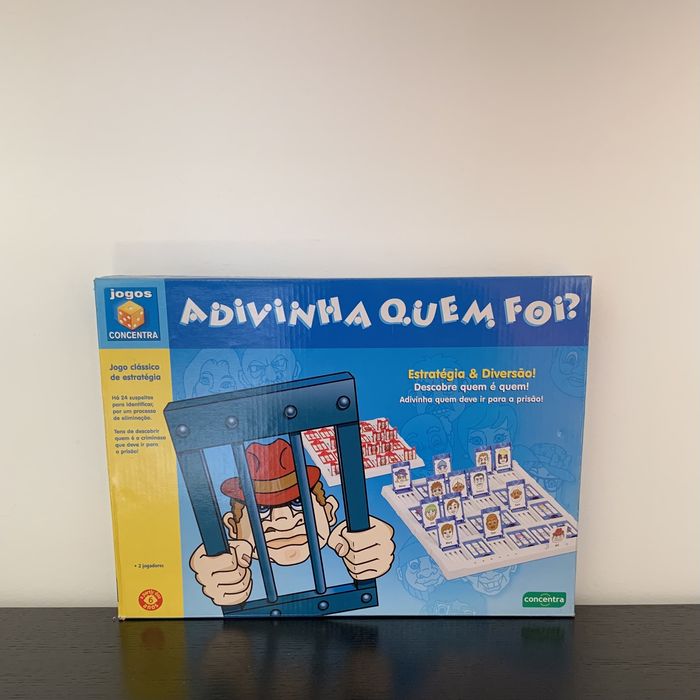 jogos
CONCENTRA
ADIVINHA QUEM FOI?
Jogo clássico
de estratégia
Há 24 suspeitos
para identificar,
por um processo
de eliminação.
Tens de descobrir
quem é o criminoso
que deve ir para
a prisão!
Estratégia & Diversão!
Descobre quem é quem!
Adivinha quem deve ir para a prisão!
• 2 jogadores
6
ANOS
concentra